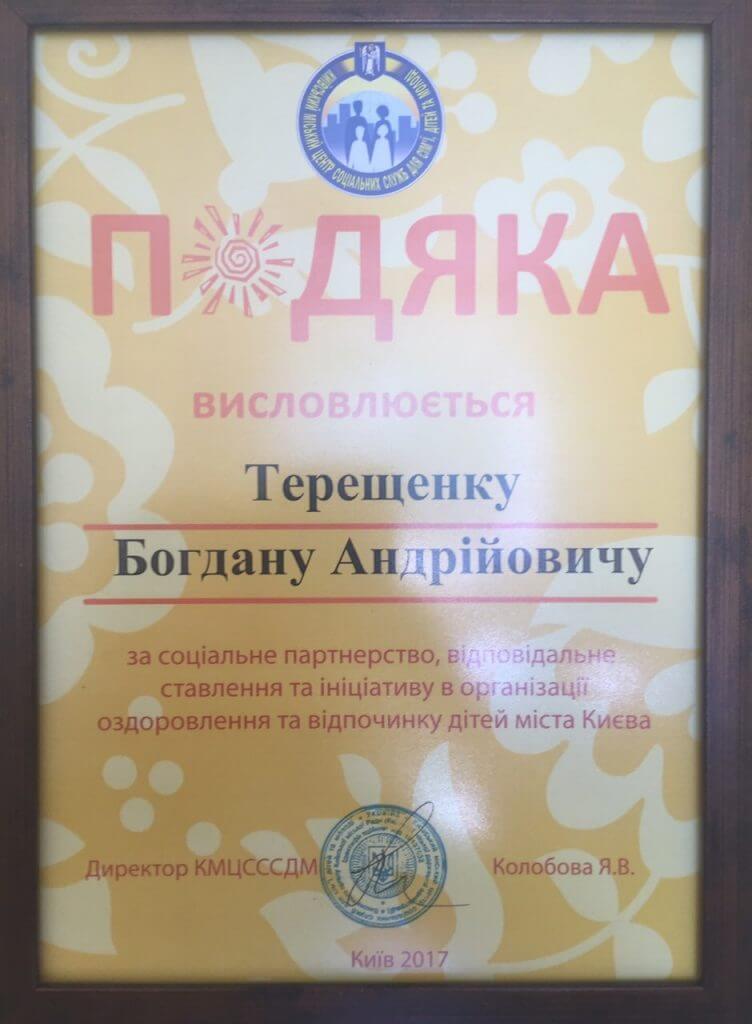 КИЇВСЬКИЙ МІСЬКИЙ ЦЕНТР СОЦІАЛЬНИХ СЛУЖБ ДЛЯ СІМ'Ї, ДІТЕЙ ТА МОЛОДІ
ПОДЯКА
ВИСЛОВЛЮЄТЬСЯ
Терещенку
Богдану Андрійовичу
за соціальне партнерство, відповідальне
ставлення та ініціативу в організації
оздоровлення та відпочинку дітей міста Києва
Директор КМЦСССДМ Колобова Я.В.
Київ 2017